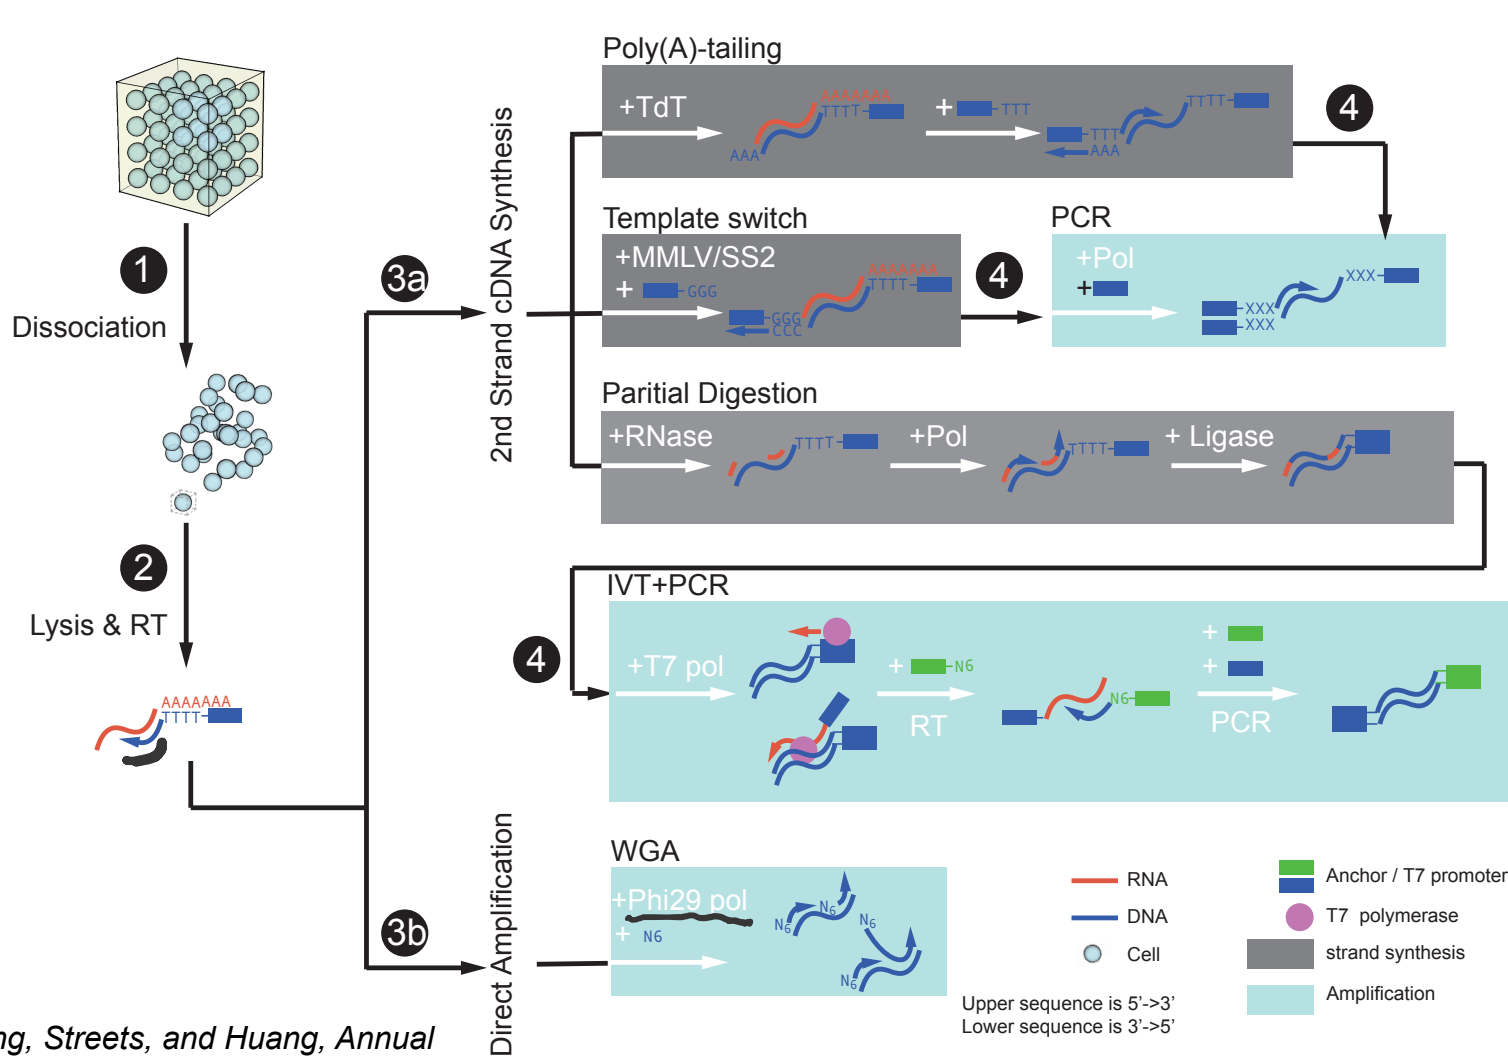 1
Dissociation
2
Lysis & RT
AAAAAAA
TTTT
3a
2nd Strand cDNA Synthesis
Poly(A)-tailing
+TdT
AAAAAAA
TTTT
AAA
+
TTT
TTT
AAA
TTTT
4
Template switch
+MMLV/SS2
+
GGG
AAAAAAA
TTTT
GGG
CCC
4
PCR
+Pol
+
XXX
XXX
XXX
Paritial Digestion
+RNase
TTTT
+Pol
TTTT
+ Ligase
4
IVT+PCR
+T7 pol
+
N6
RT
N6
+
+
PCR
3b
Direct Amplification
WGA
+Phi29 pol
+ N6
N6
N6
N6
N6
RNA
DNA
Cell
Upper sequence is 5'->3'
Lower sequence is 3'->5'
Anchor / T7 promoter
T7 polymerase
strand synthesis
Amplification
Streets, and Huang, Annual